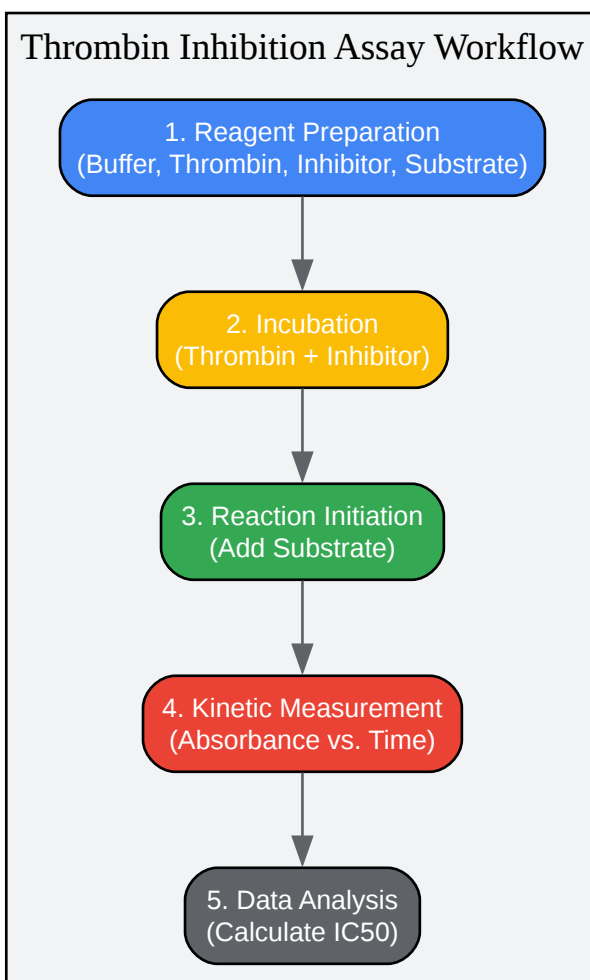 Thrombin Inhibition Assay Workflow
1. Reagent Preparation
(Buffer, Thrombin, Inhibitor, Substrate)
2. Incubation
(Thrombin + Inhibitor)
3. Reaction Initiation
(Add Substrate)
4. Kinetic Measurement
(Absorbance vs. Time)
5. Data Analysis
(Calculate IC50)